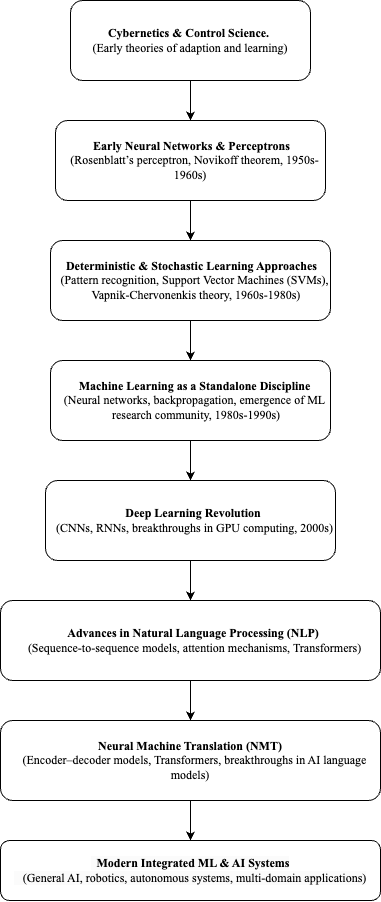 Cybernetics & Control Science.
(Early theories of adaption and learning)
Early Neural Networks & Perceptrons
(Rosenblatt's perceptron, Novikoff theorem, 1950s-
1960s)
Deterministic & Stochastic Learning Approaches
(Pattern recognition, Support Vector Machines (SVMs),
Vapnik-Chervonenkis theory, 1960s-1980s)
Machine Learning as a Standalone Discipline
(Neural networks, backpropagation, emergence of ML
research community, 1980s-1990s)
Deep Learning Revolution
(CNNs, RNNs, breakthroughs in GPU computing, 2000s)
Advances in Natural Language Processing (NLP)
(Sequence-to-sequence models, attention mechanisms, Transformers)
Neural Machine Translation (NMT)
(Encoder–decoder models, Transformers, breakthroughs in AI language
models)
Modern Integrated ML & AI Systems
(General AI, robotics, autonomous systems, multi-domain applications)